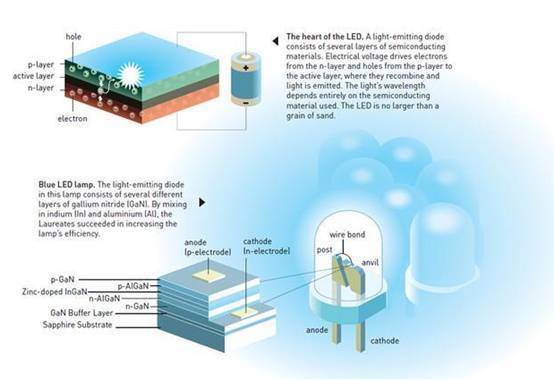 hole
p-layer
active layer
n-layer
electron
+
-
The heart of the LED. A light-emitting diode
consists of several layers of semiconducting
materials. Electrical voltage drives electrons
from the n-layer and holes from the p-layer to
the active layer, where they recombine and
light is emitted. The light's wavelength
depends entirely on the semiconducting
material used. The LED is no larger than a
grain of sand.
Blue LED lamp. The light-emitting diode
in this lamp consists of several different
layers of gallium nitride (GaN). By mixing
in indium (In) and aluminium (Al), the
Laureates succeeded in increasing the
lamp's efficiency.
anode
(p-electrode)
cathode
(n-electrode)
p-GaN
p-AlGaN
Zinc-doped InGaN
n-AlGaN
n-GaN
GaN Buffer Layer
Sapphire Substrate
wire bond
post
anvil
anode
cathode